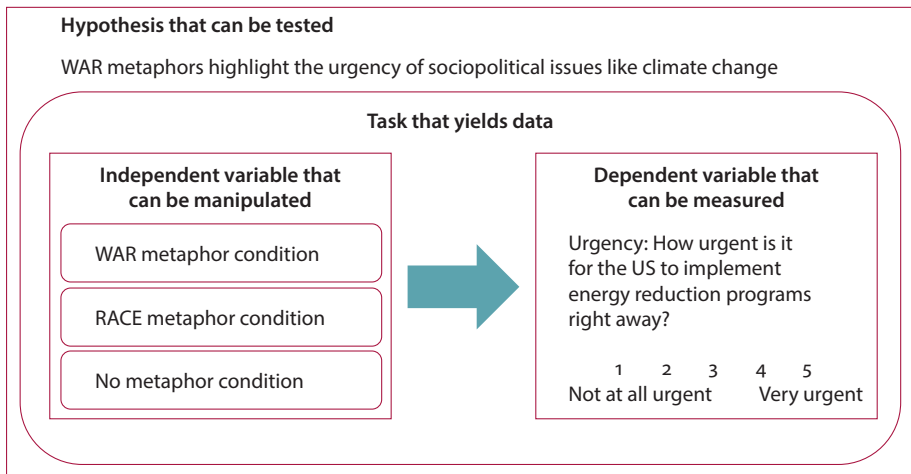 Hypothesis that can be tested
WAR metaphors highlight the urgency of sociopolitical issues like climate change
Task that yields data
Independent variable that
can be manipulated
WAR metaphor condition
RACE metaphor condition
No metaphor condition
Dependent variable that
can be measured
Urgency: How urgent is it
for the US to implement
energy reduction programs
right away?
1 2 3 4 5
Not at all urgent Very urgent